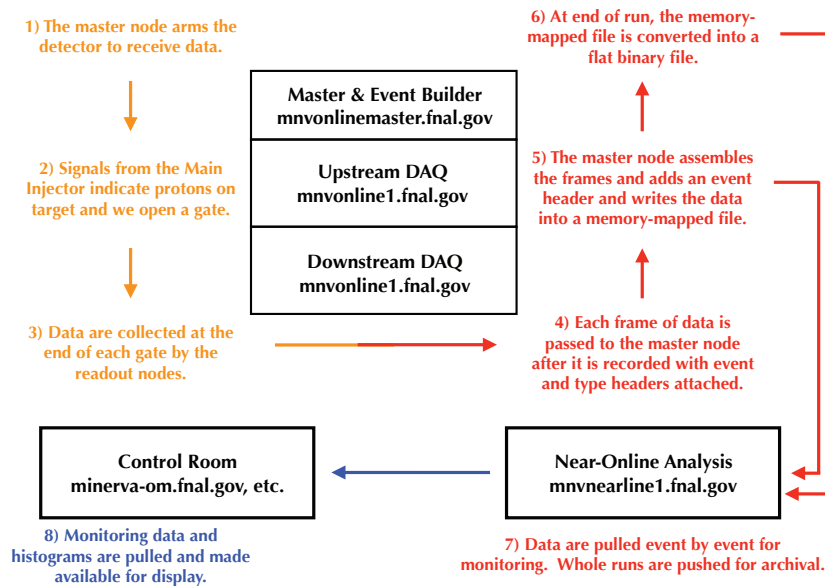 1) The master node arms the
detector to receive data.
2) Signals from the Main
Injector indicate protons on
target and we open a gate.
3) Data are collected at the
end of each gate by the
readout nodes.
Master & Event Builder
mnvonlinemaster.fnal.gov
Upstream DAQ
mnvonline1.fnal.gov
Downstream DAQ
mnvonline1.fnal.gov
4) Each frame of data is
passed to the master node
after it is recorded with event
and type headers attached.
5) The master node assembles
the frames and adds an event
header and writes the data
into a memory-mapped file.
6) At end of run, the memory-
mapped file is converted into a
flat binary file.
Near-Online Analysis
mnvnearline1.fnal.gov
7) Data are pulled event by event for
monitoring. Whole runs are pushed for archival.
Control Room
minerva-om.fnal.gov, etc.
8) Monitoring data and
histograms are pulled and made
available for display.